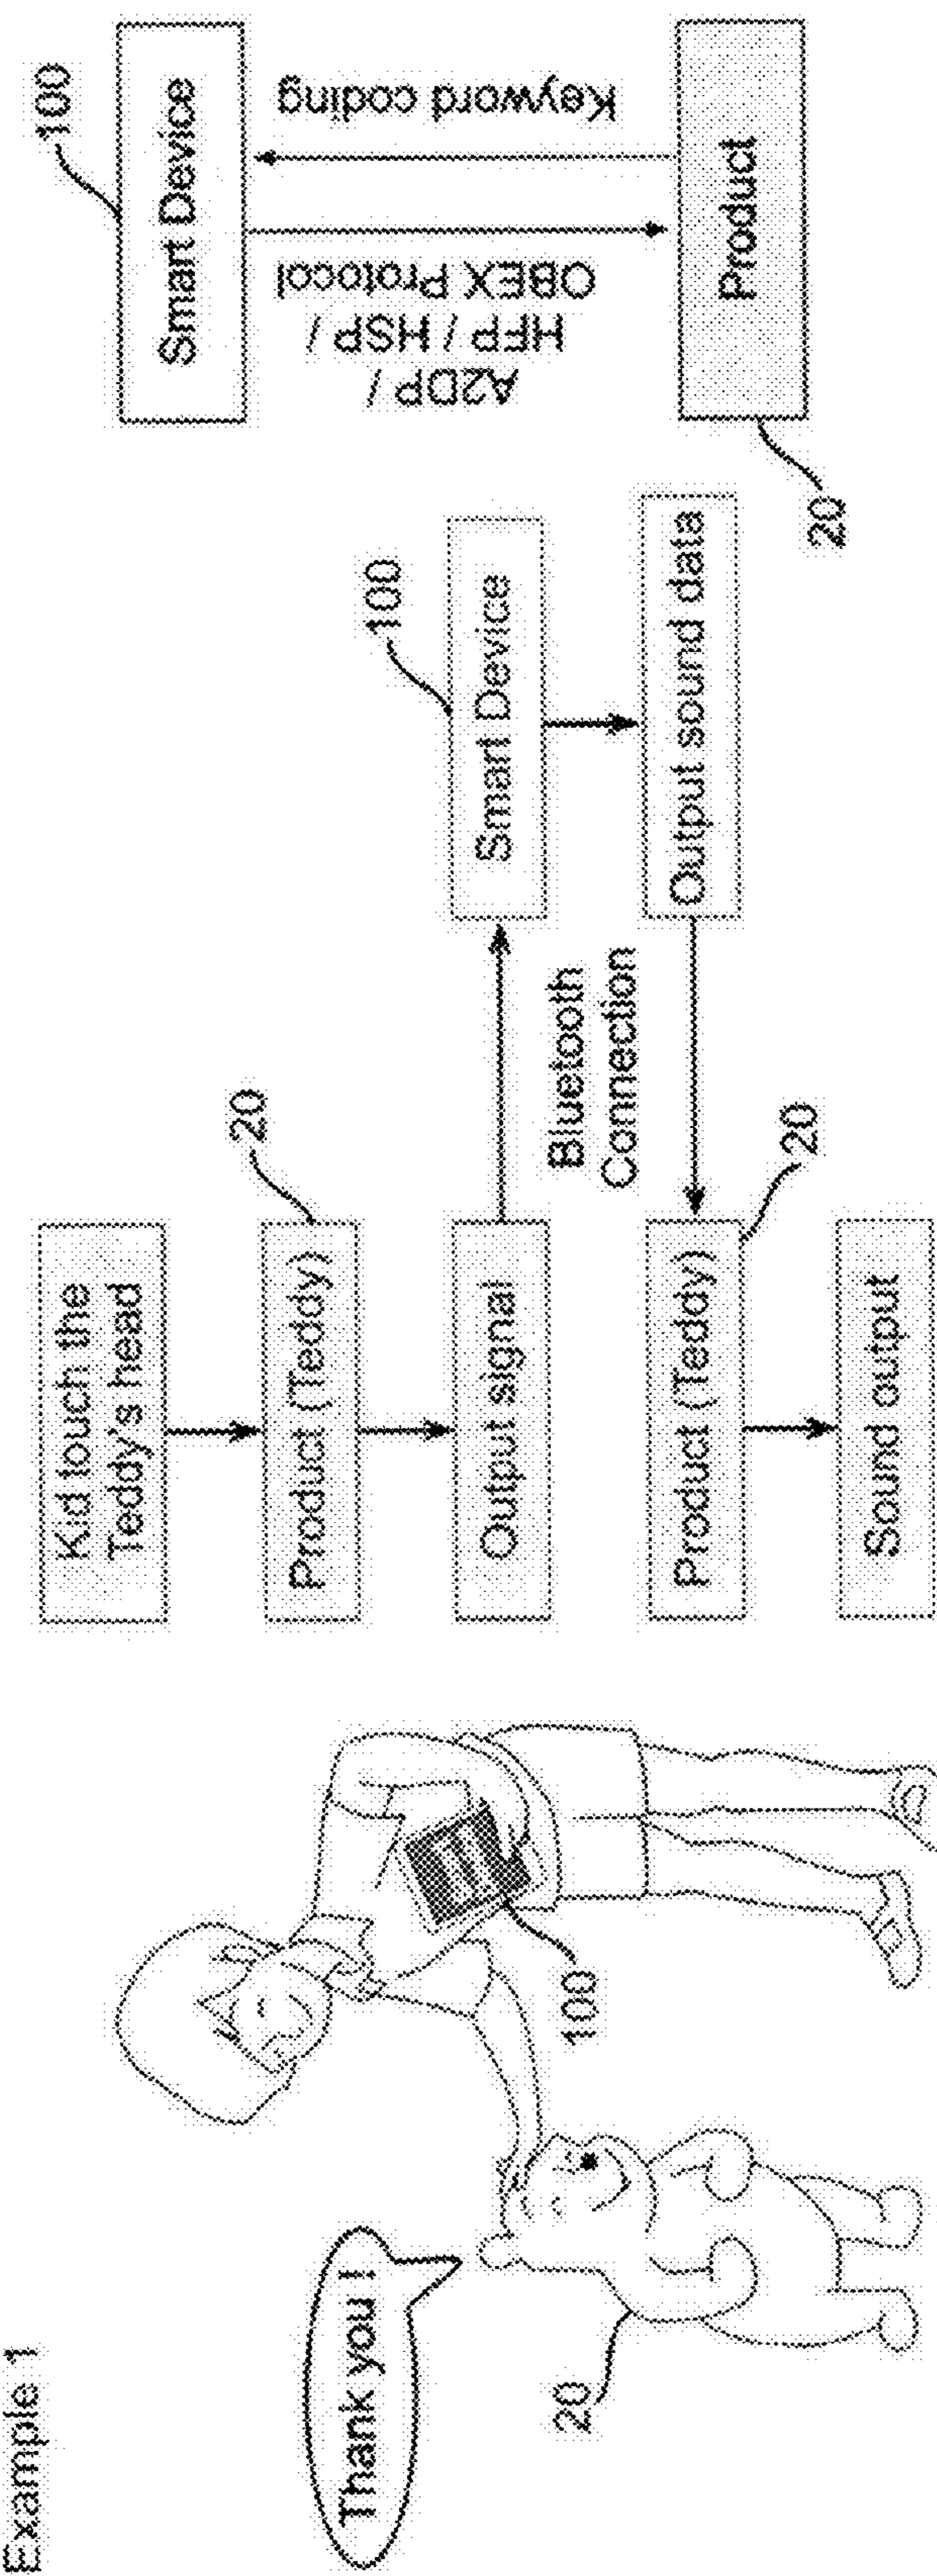 Example 1
Thank you !
20
100
Kid touch the
Teddy's head
Product (Teddy)
20
Output signal
Bluetooth
Connection
Product (Teddy)
20
Sound output
100
Smart Device
Output sound data
100
Smart Device
A2DP /
HFP / HSP /
OBEX Protocol
Keyword coding
Product
20